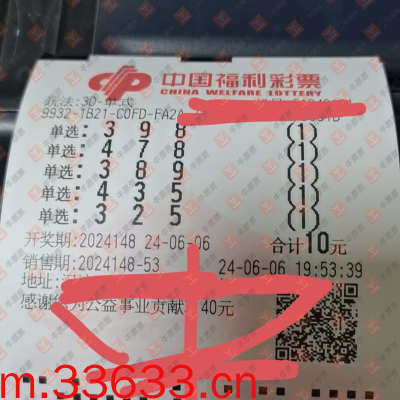 中国福利彩票
CHINA WELFARE LOTTERY
玩法:3D-单式
9932-1B21-C0FD-FA2A
单选: 3 9 8 (1)
单选: 4 7 8 (1)
单选: 3 8 9 (1)
单选: 4 3 5 (1)
单选: 3 2 5 (1)
开奖期:2024148 24-06-06 合计10元
销售期:2024148-53 24-06-06 19:53:39
地址:
感谢 为公益事业贡献 40元
m.33633.cn